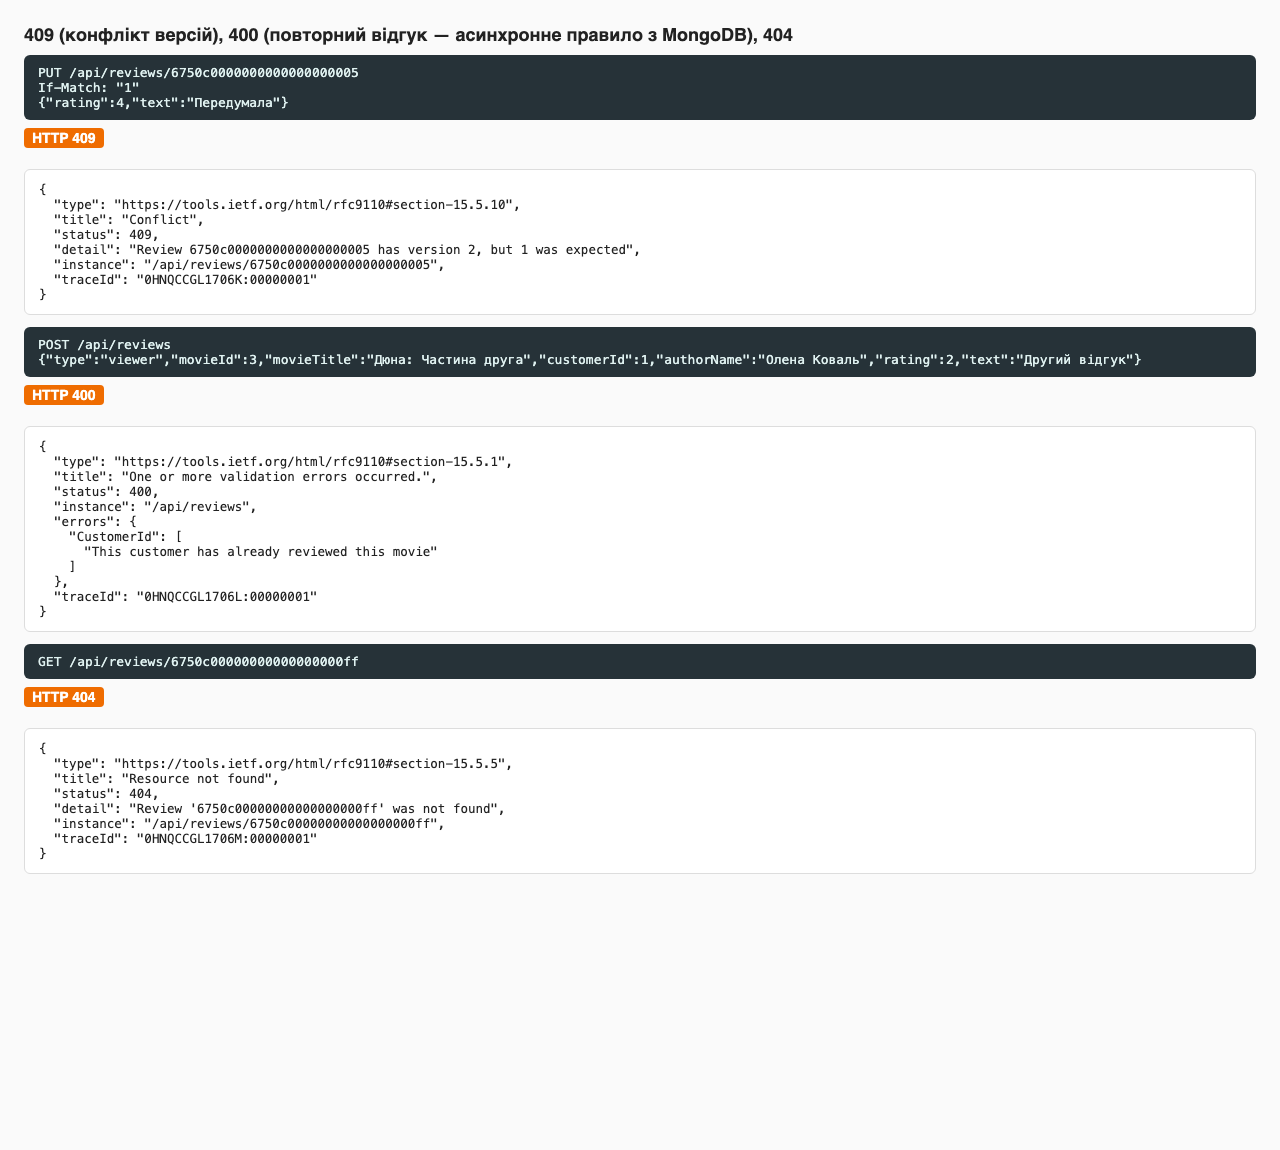 409 (конфлікт версій), 400 (повторний відгук — асинхронне правило з MongoDB), 404
PUT /api/reviews/6750c0000000000000000005
If-Match: "1"
{"rating":4,"text":"Передумала"}
HTTP 409
{
  "type": "https://tools.ietf.org/html/rfc9110#section-15.5.10",
  "title": "Conflict",
  "status": 409,
  "detail": "Review 6750c0000000000000000005 has version 2, but 1 was expected",
  "instance": "/api/reviews/6750c0000000000000000005",
  "traceId": "0HNQCCGL1706K:00000001"
}
POST /api/reviews
{"type":"viewer","movieId":3,"movieTitle":"Дюна: Частина друга","customerId":1,"authorName":"Олена Коваль","rating":2,"text":"Другий відгук"}
HTTP 400
{
  "type": "https://tools.ietf.org/html/rfc9110#section-15.5.1",
  "title": "One or more validation errors occurred.",
  "status": 400,
  "instance": "/api/reviews",
  "errors": {
    "CustomerId": [
      "This customer has already reviewed this movie"
    ]
  },
  "traceId": "0HNQCCGL1706L:00000001"
}
GET /api/reviews/6750c00000000000000000ff
HTTP 404
{
  "type": "https://tools.ietf.org/html/rfc9110#section-15.5.5",
  "title": "Resource not found",
  "status": 404,
  "detail": "Review '6750c00000000000000000ff' was not found",
  "instance": "/api/reviews/6750c00000000000000000ff",
  "traceId": "0HNQCCGL1706M:00000001"
}